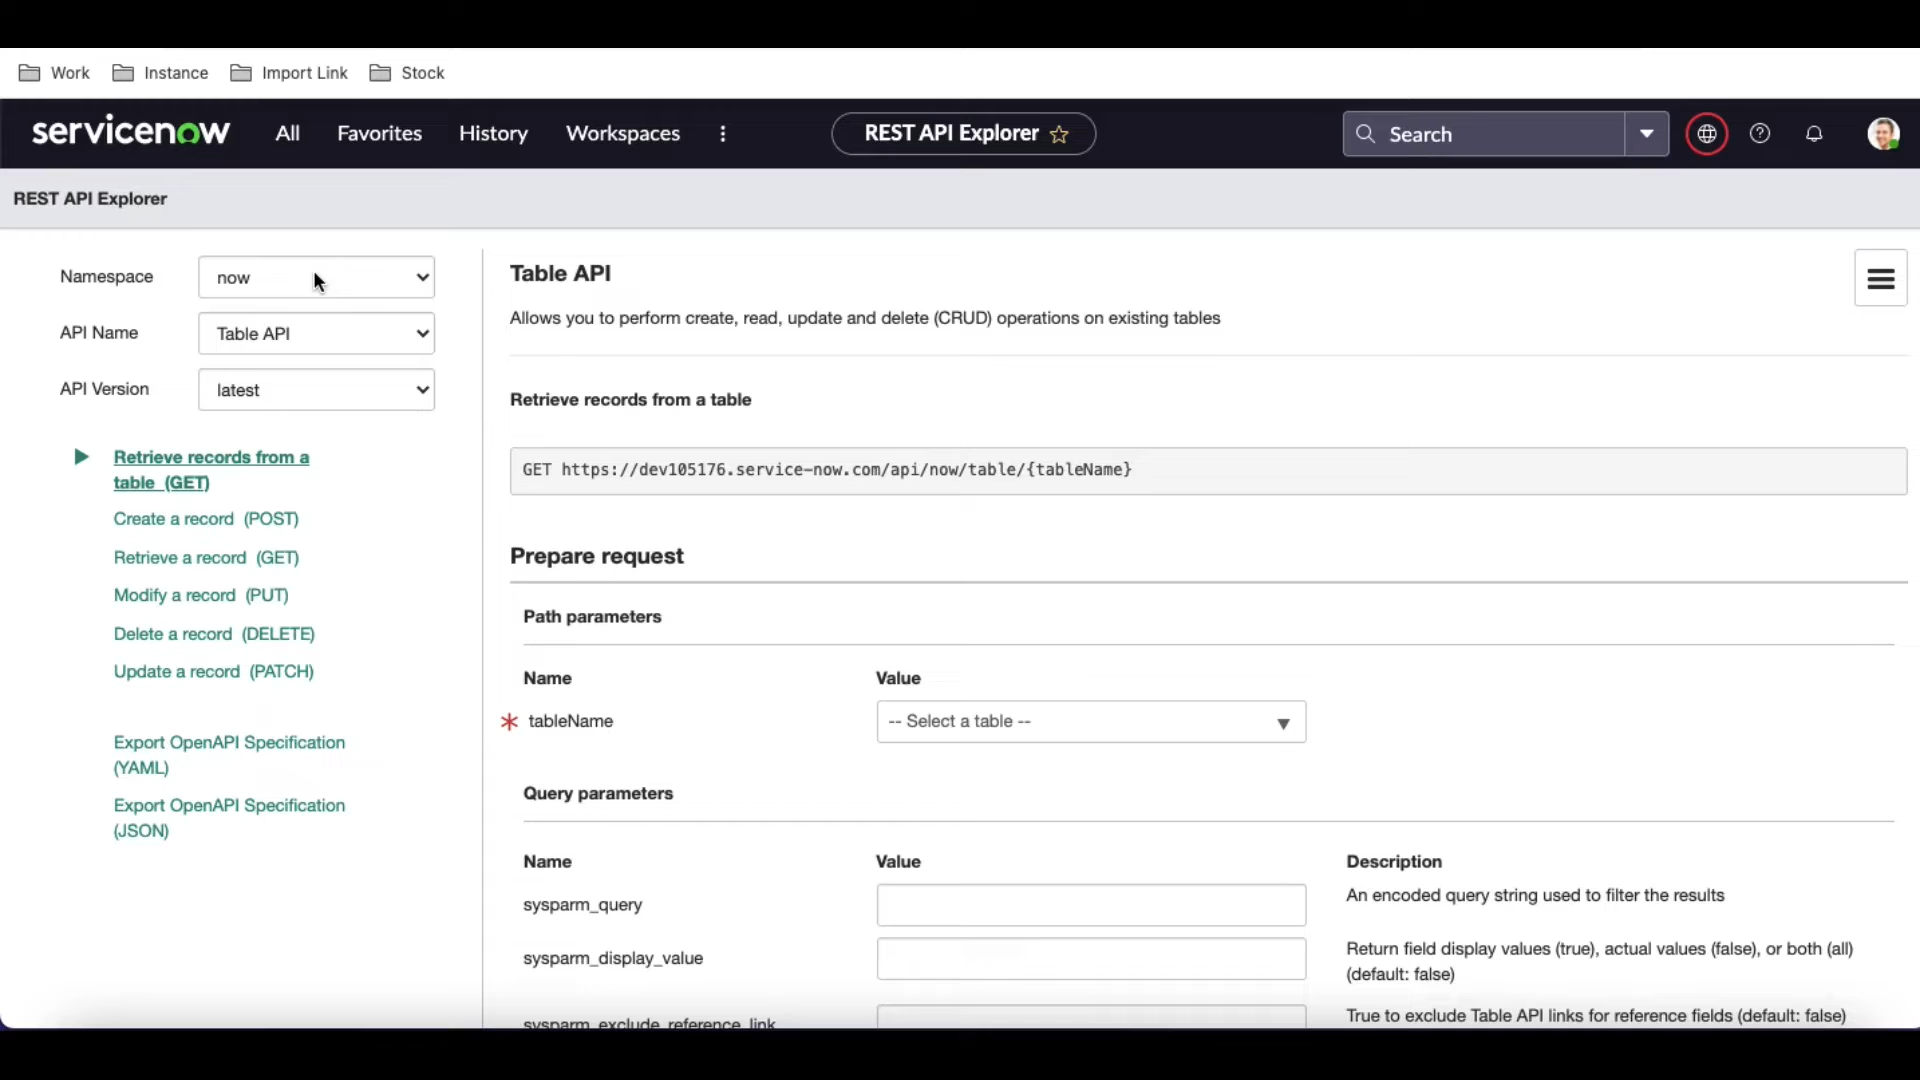 Work Instance Import Link Stock
servicenow All Favorites History Workspaces REST API Explorer Search
REST API Explorer
Namespace now
API Name Table API
API Version latest
Retrieve records from a
table (GET)
Create a record (POST)
Retrieve a record (GET)
Modify a record (PUT)
Delete a record (DELETE)
Update a record (PATCH)
Export OpenAPI Specification
(YAML)
Export OpenAPI Specification
(JSON)
Table API
Allows you to perform create, read, update and delete (CRUD) operations on existing tables
Retrieve records from a table
GET https://dev105176.service-now.com/api/now/table/{tableName}
Prepare request
Path parameters
Name Value
* tableName -- Select a table --
Query parameters
Name Value Description
sysparm_query An encoded query string used to filter the results
sysparm_display_value Return field display values (true), actual values (false), or both (all)
(default: false)
sysparm_exclude_reference_link True to exclude Table API links for reference fields (default: false)